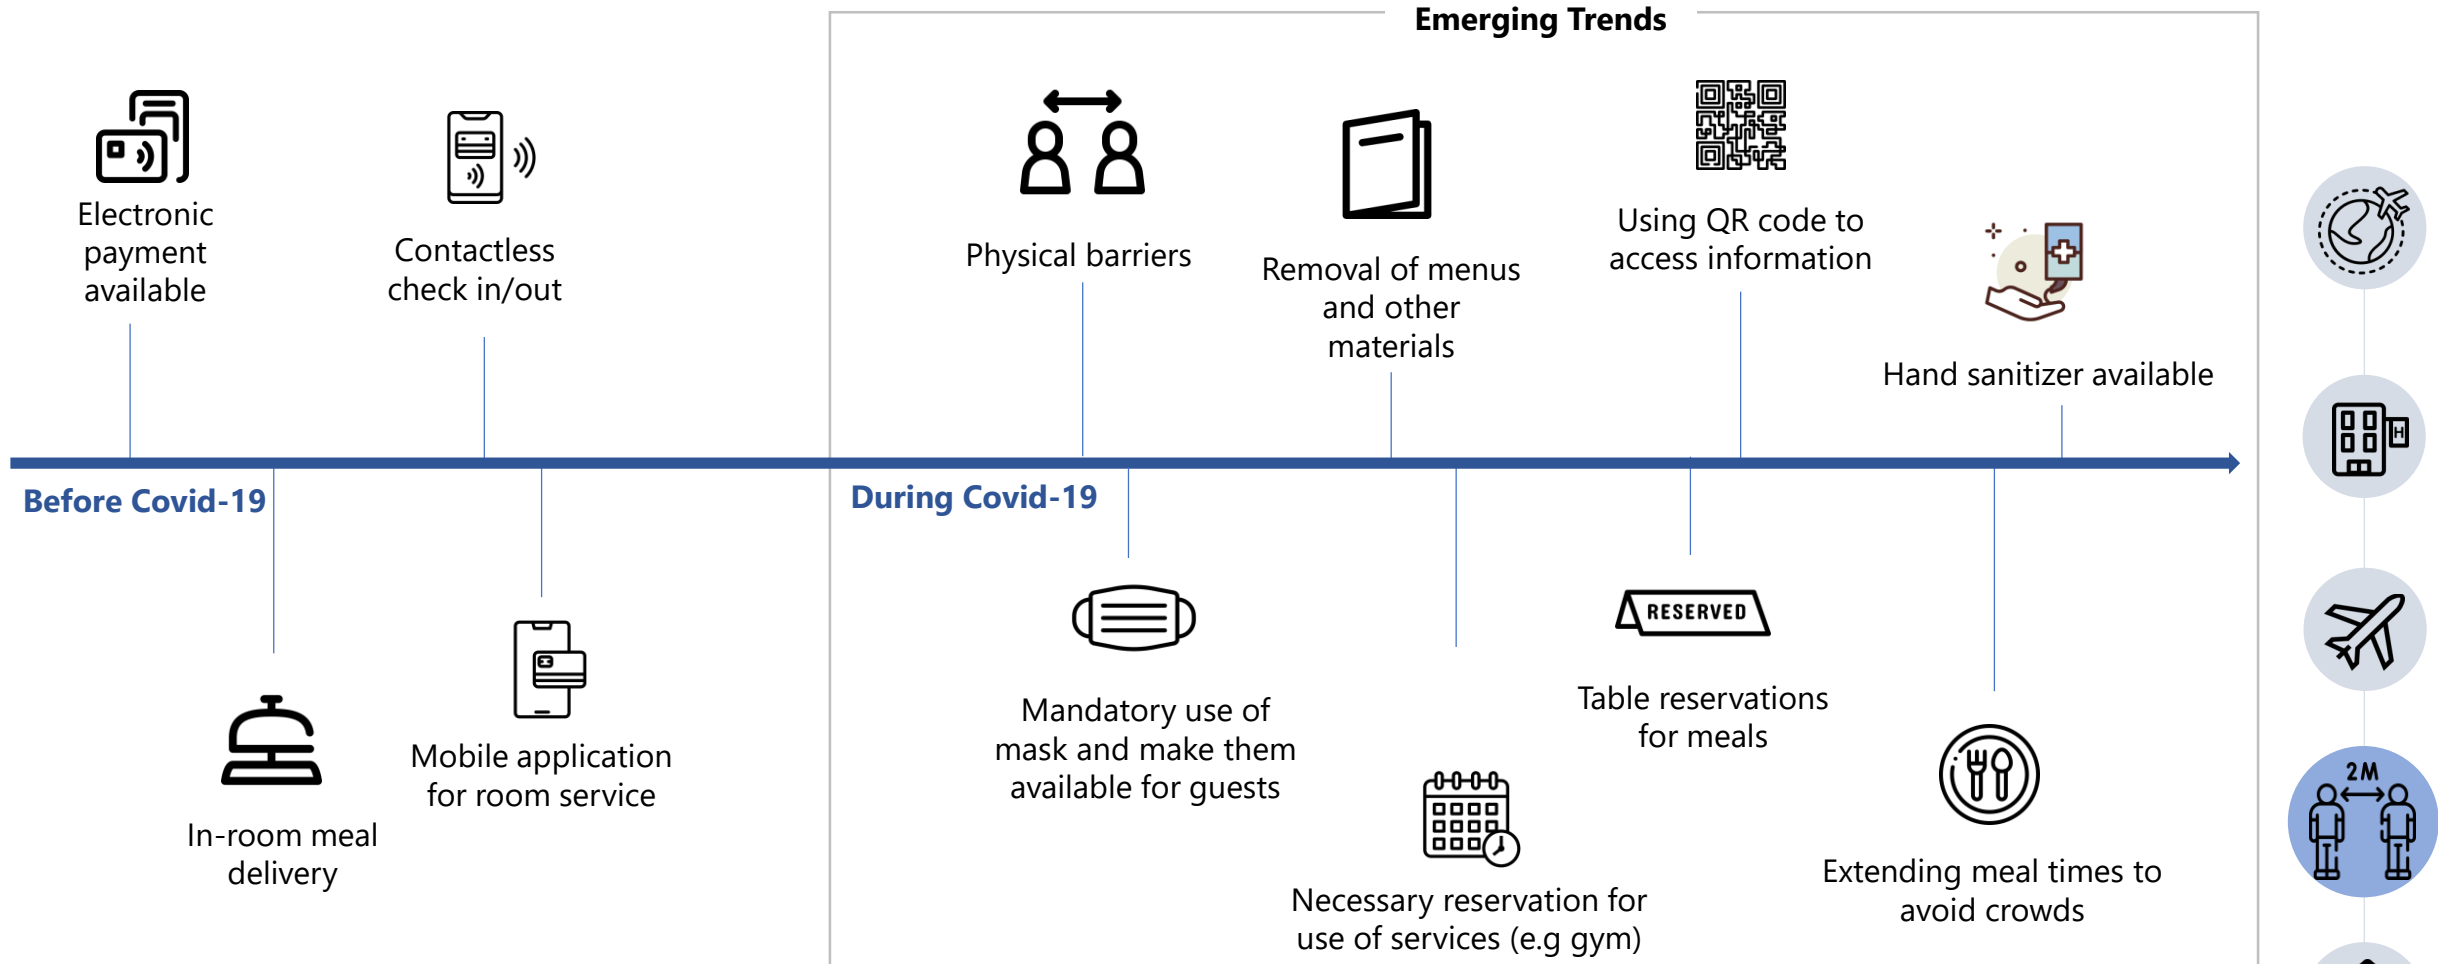 Emerging Trends
Electronic
payment
available
Contactless
check in/out
Physical barriers
Removal of menus
and other
materials
Using QR code to
access information
Hand sanitizer available
Before Covid-19
During Covid-19
In-room meal
delivery
Mobile application
for room service
Mandatory use of
mask and make them
available for guests
Necessary reservation for
use of services (e.g gym)
RESERVED
Table reservations
for meals
Extending meal times to
avoid crowds
H
2M